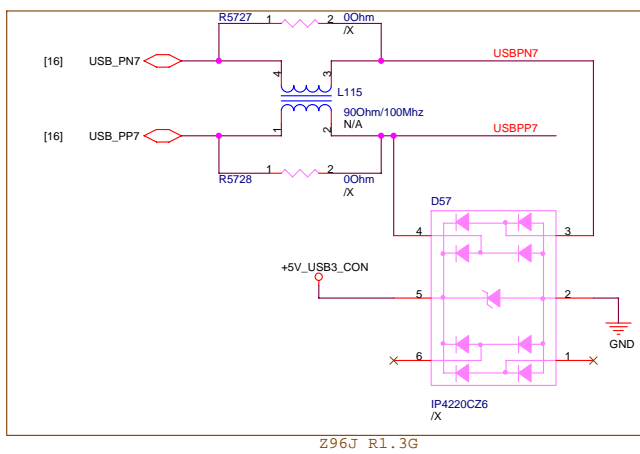 R5727 1 2 0Ohm
/X
[16] USB_PN7 USBPN7
4 3
L115
90Ohm/100Mhz
N/A
[16] USB_PP7 1 2 USBPP7
R5728 1 2 0Ohm
/X
D57
4 3
+5V_USB3_CON
5 2
GND
6 1
IP4220CZ6
/X
Z96J R1.3G